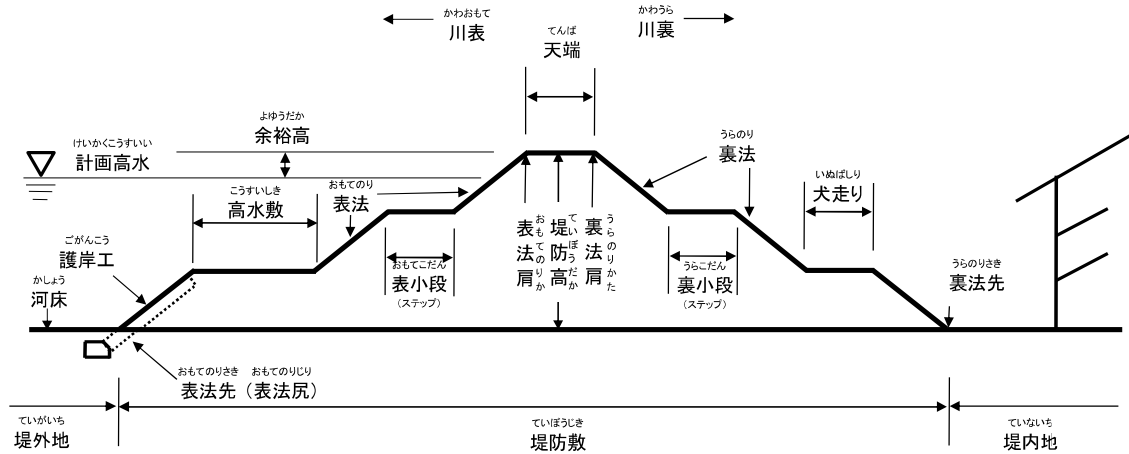 かわおもて
川表
かわうら
川裏
てんば
天端
よゆうだか
余裕高
けいかくこうすいい
計画高水
こうすいしき
高水敷
おもてのり
表法
うらのり
裏法
いぬばしり
犬走り
ごがんこう
護岸工
かしょう
河床
おもてこだん
表小段
(ステップ)
おもてのりか
表法肩
ていぼうだか
堤防高
うらのりかた
裏法肩
うらこだん
裏小段
(ステップ)
うらのりさき
裏法先
おもてのりさき おもてのりじり
表法先(表法尻)
ていがいち
堤外地
ていぼうじき
堤防敷
ていないち
堤内地